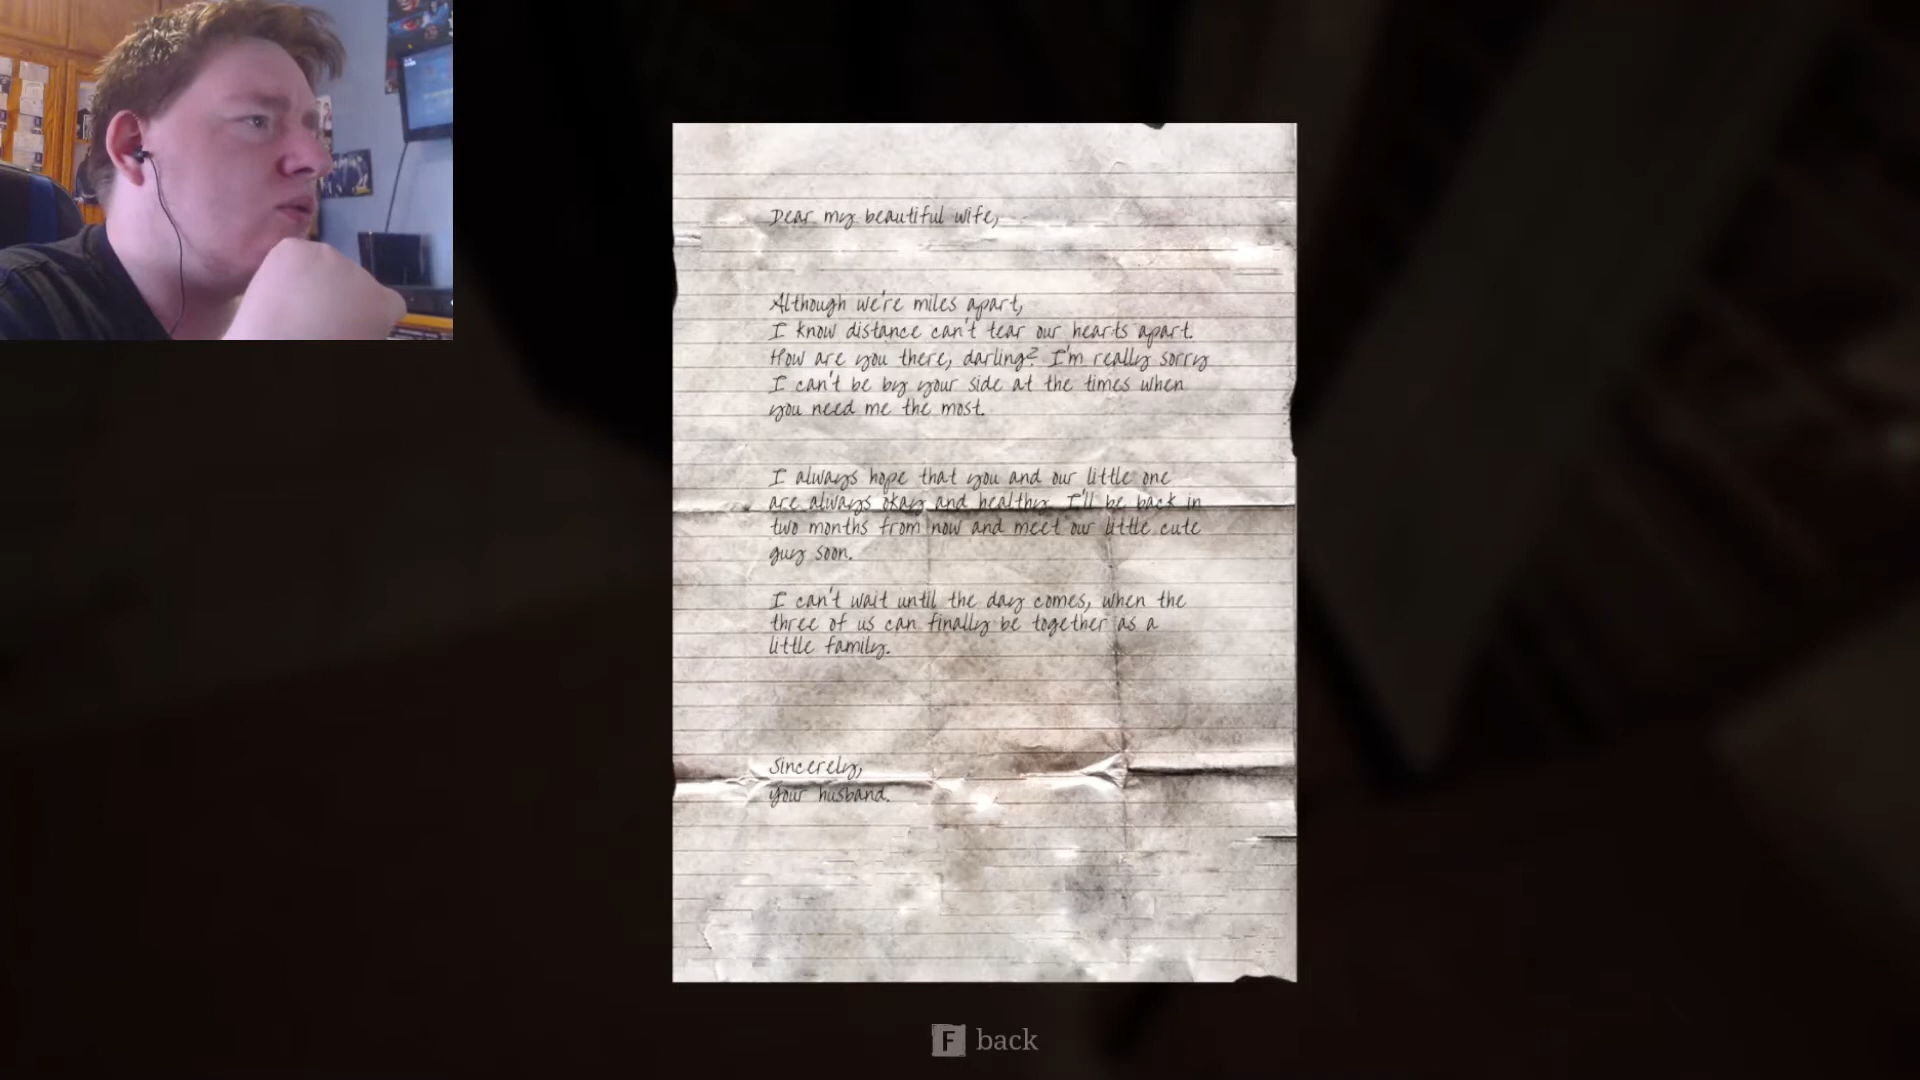 Dear my beautiful wife,
Although we're miles apart,
I know distance can't tear our hearts apart.
How are you there, darling? I'm really sorry
I can't be by your side at the times when
you need me the most.
I always hope that you and our little one
are always okay and healthy. I'll be back in
two months from now and meet our little cute
guy soon.
I can't wait until the day comes, when the
three of us can finally be together as a
little family.
Sincerely,
your husband.
F back